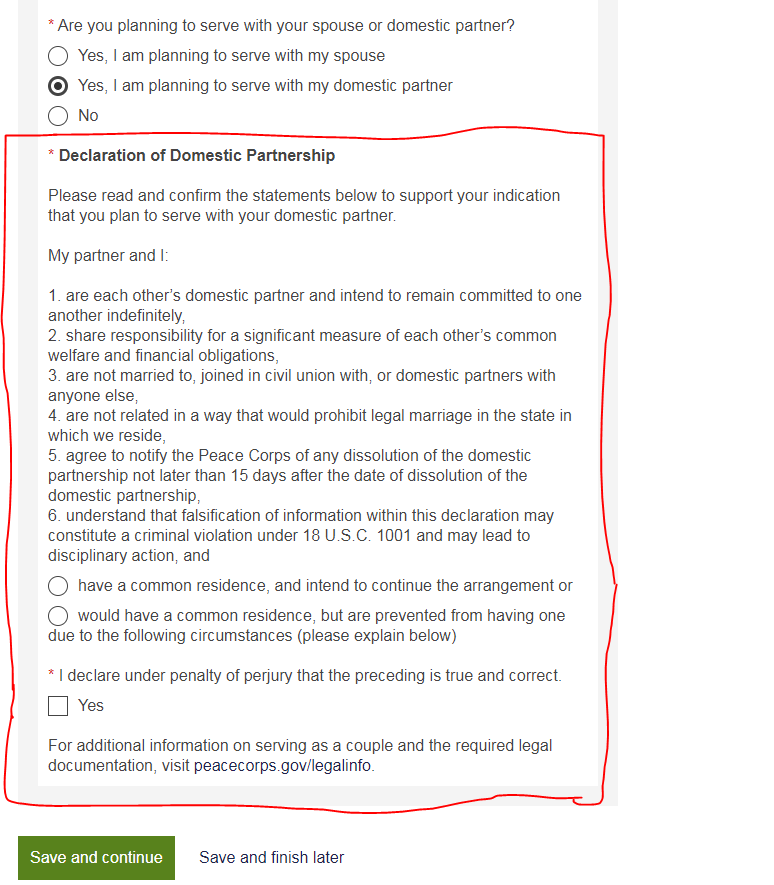 * Are you planning to serve with your spouse or domestic partner?
Yes, I am planning to serve with my spouse
Yes, I am planning to serve with my domestic partner
No
* Declaration of Domestic Partnership
Please read and confirm the statements below to support your indication
that you plan to serve with your domestic partner.
My partner and I:
1. are each other’s domestic partner and intend to remain committed to one
another indefinitely,
2. share responsibility for a significant measure of each other’s common
welfare and financial obligations,
3. are not married to, joined in civil union with, or domestic partners with
anyone else,
4. are not related in a way that would prohibit legal marriage in the state in
which we reside,
5. agree to notify the Peace Corps of any dissolution of the domestic
partnership not later than 15 days after the date of dissolution of the
domestic partnership,
6. understand that falsification of information within this declaration may
constitute a criminal violation under 18 U.S.C. 1001 and may lead to
disciplinary action, and
have a common residence, and intend to continue the arrangement or
would have a common residence, but are prevented from having one
due to the following circumstances (please explain below)
* I declare under penalty of perjury that the preceding is true and correct.
Yes
For additional information on serving as a couple and the required legal
documentation, visit peacecorps.gov/legalinfo.
Save and continue Save and finish later